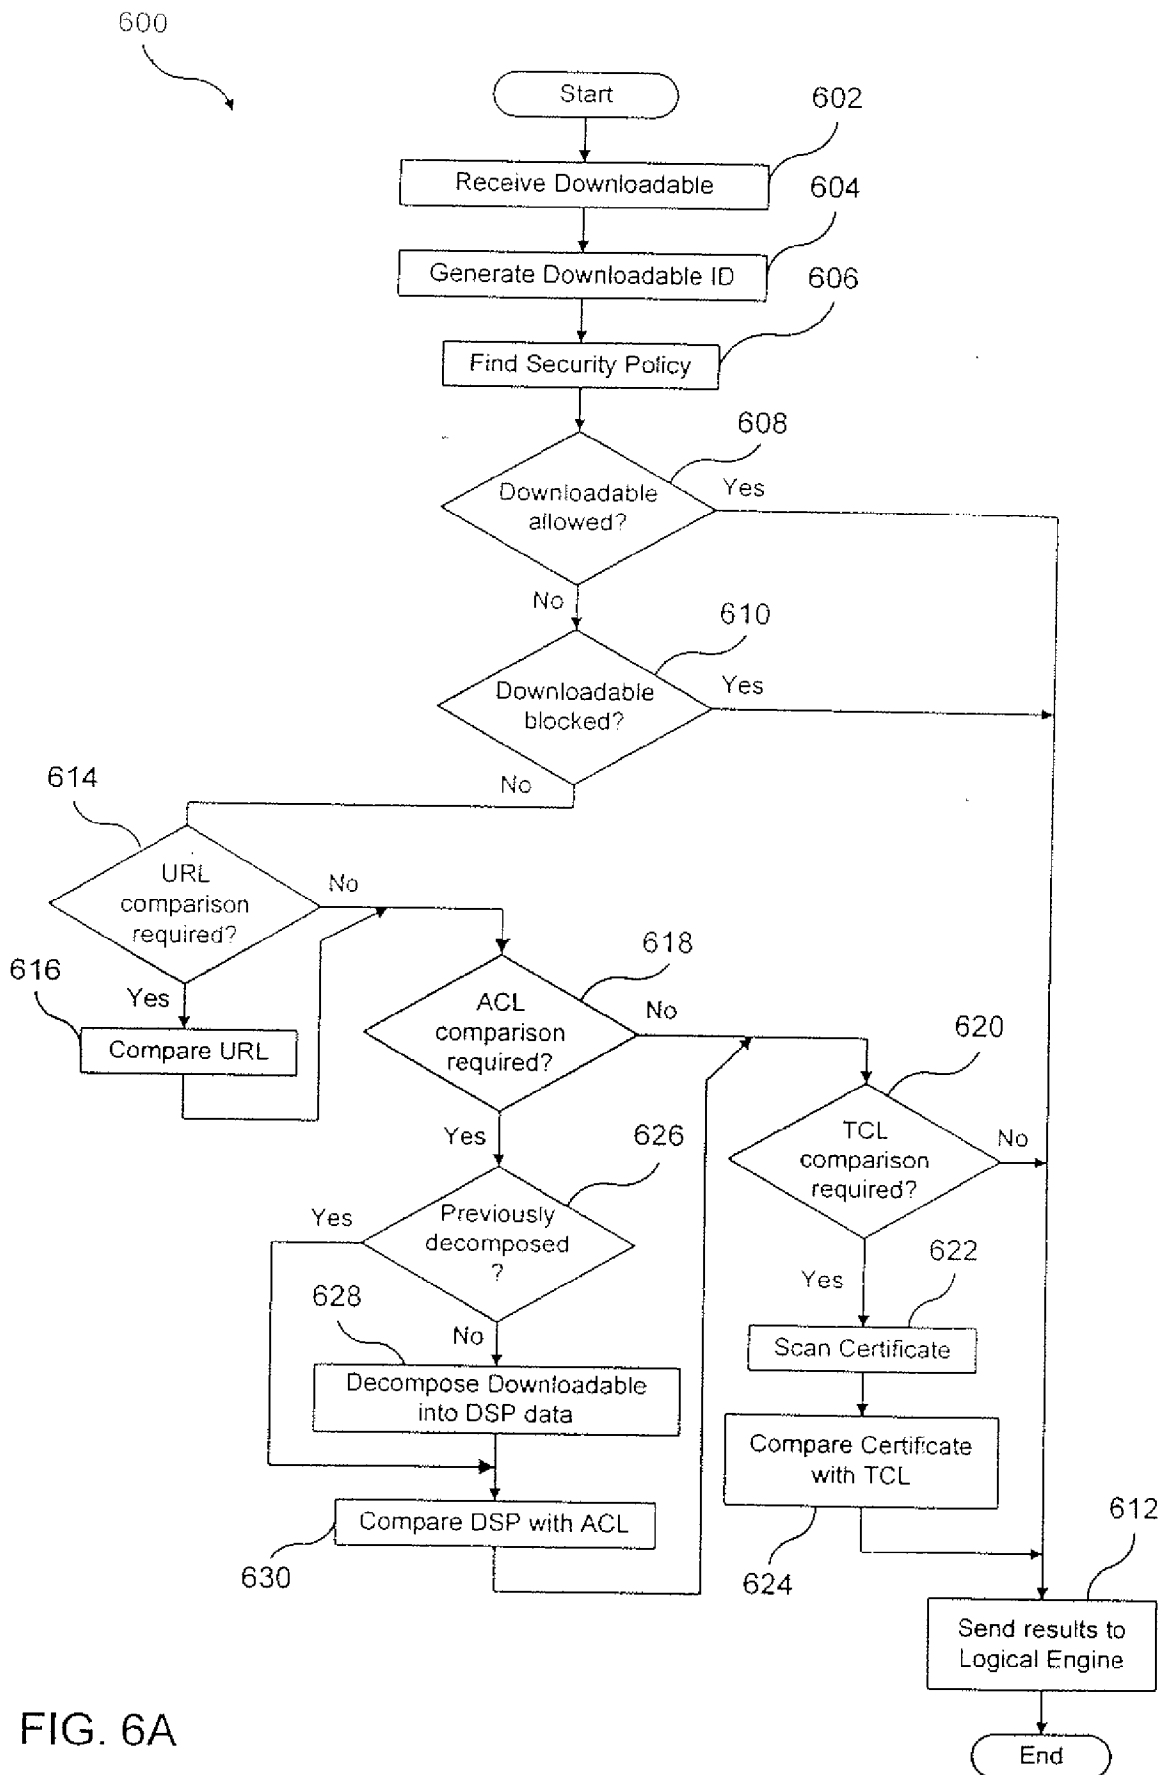 600
Start
602
Receive Downloadable
604
Generate Downloadable ID
606
Find Security Policy
608
Downloadable
allowed?
Yes
No
610
Downloadable
blocked?
Yes
No
614
URL
comparison
required?
No
Yes
616
Compare URL
618
ACL
comparison
required?
No
Yes
620
TCL
comparison
required?
No
Yes
626
Previously
decomposed
?
Yes
No
628
Decompose Downloadable
into DSP data
Compare DSP with ACL
630
622
Scan Certificate
Compare Certificate
with TCL
624
612
Send results to
Logical Engine
End
FIG. 6A